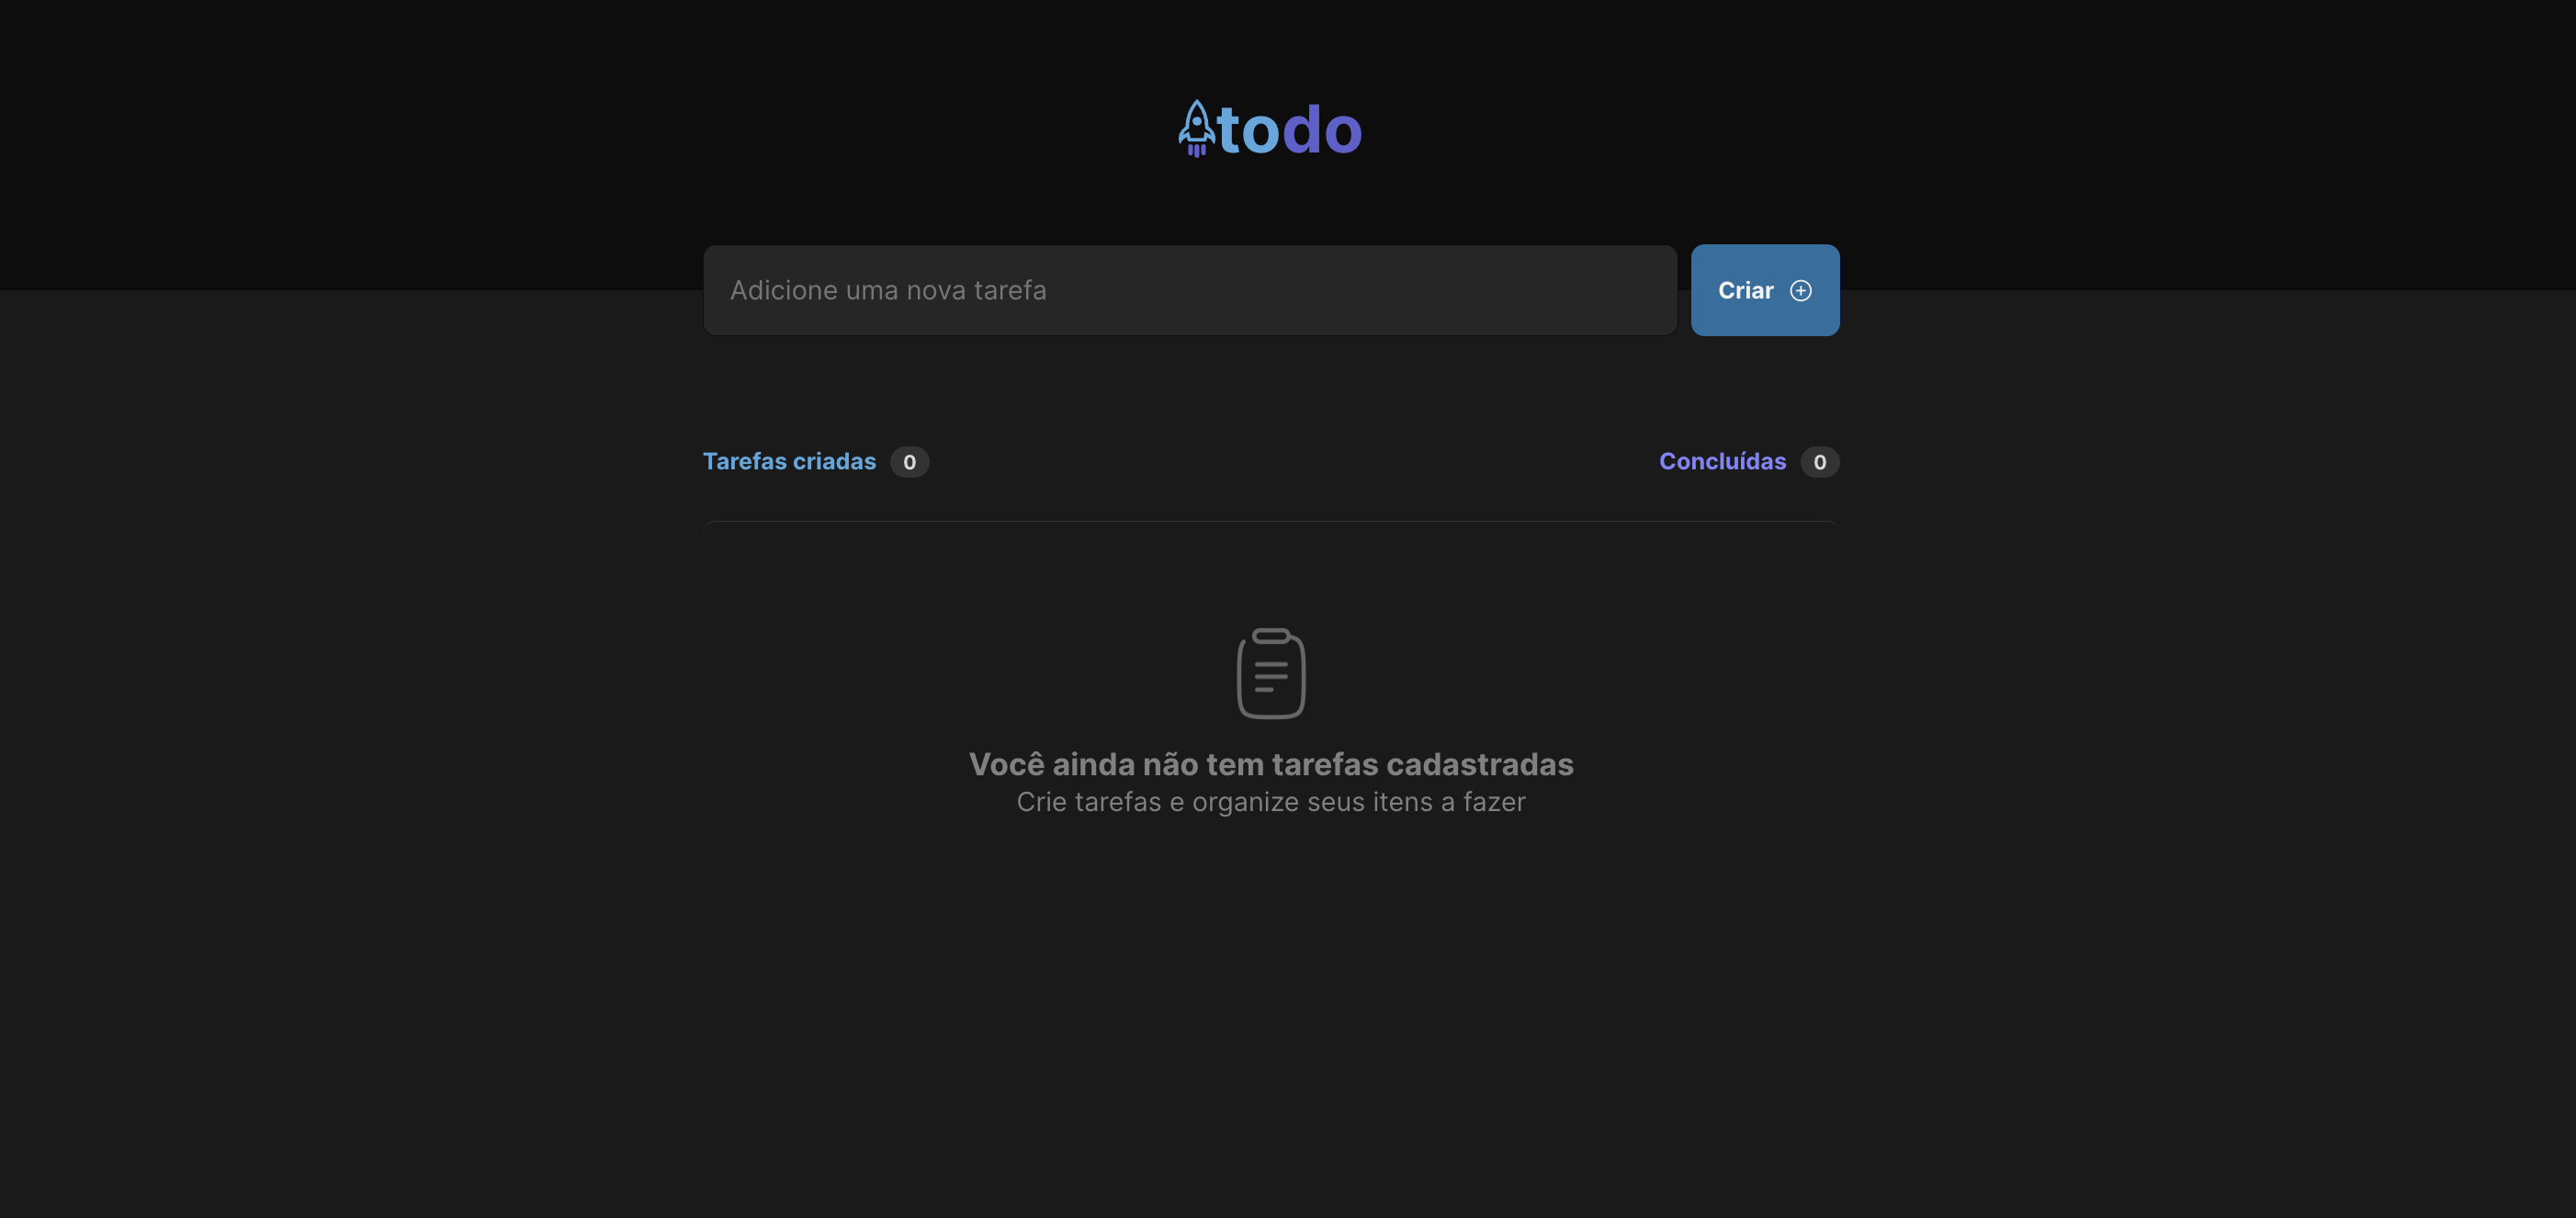 todo
Adicione uma nova tarefa
Criar
Tarefas criadas 0
Concluídas 0
Você ainda não tem tarefas cadastradas
Crie tarefas e organize seus itens a fazer